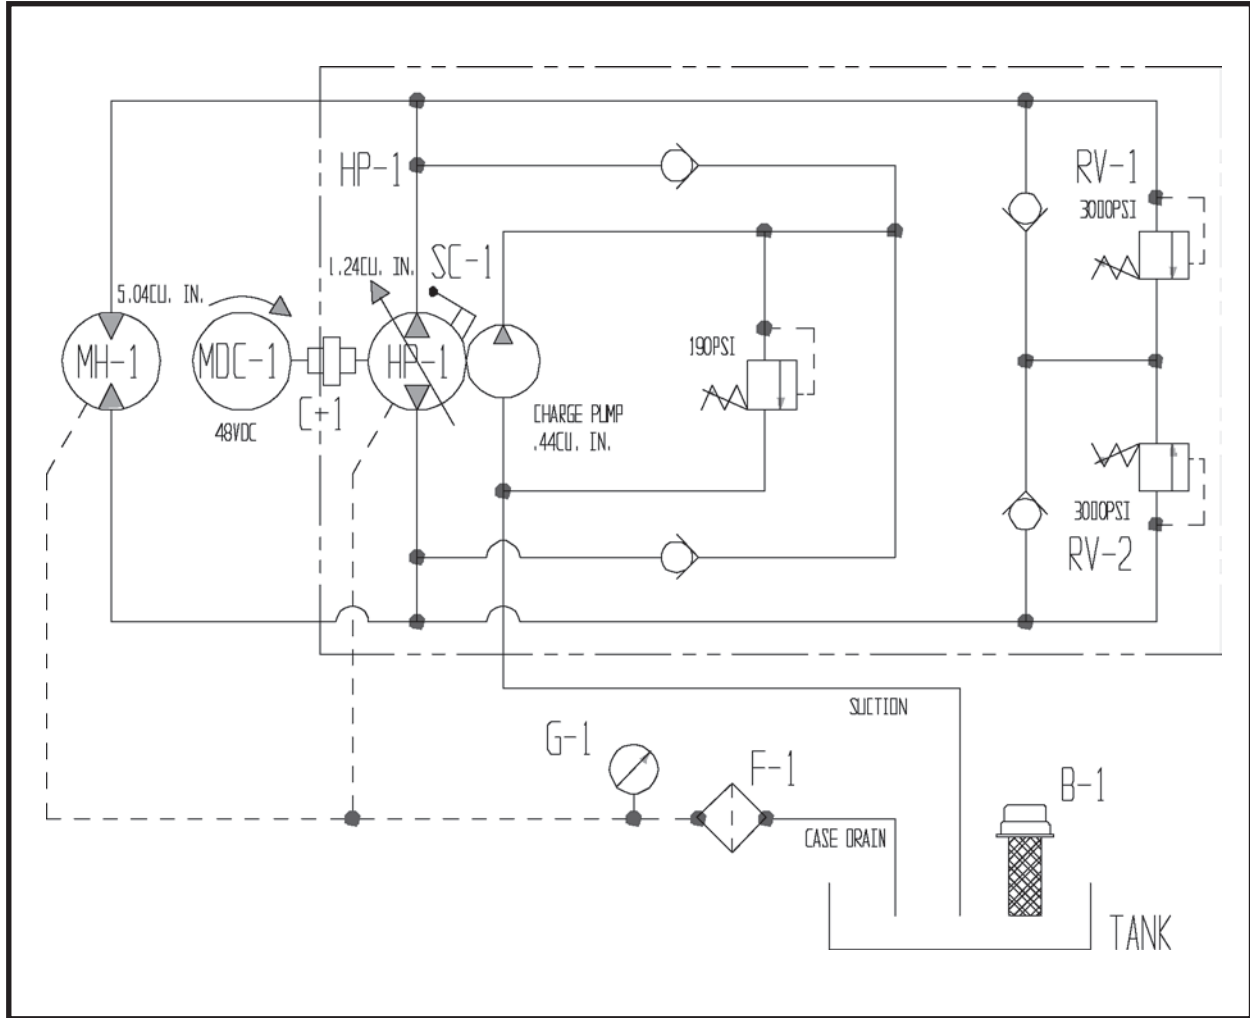 HP-1
RV-1
3000PSI
1.24CU. IN.
SC-1
5.04CU. IN.
190PSI
MH-1
MDC-1
HP-1
C+1
48VDC
CHARGE PUMP
.44CU. IN.
3000PSI
RV-2
SUCTION
G-1
F-1
B-1
CASE DRAIN
TANK